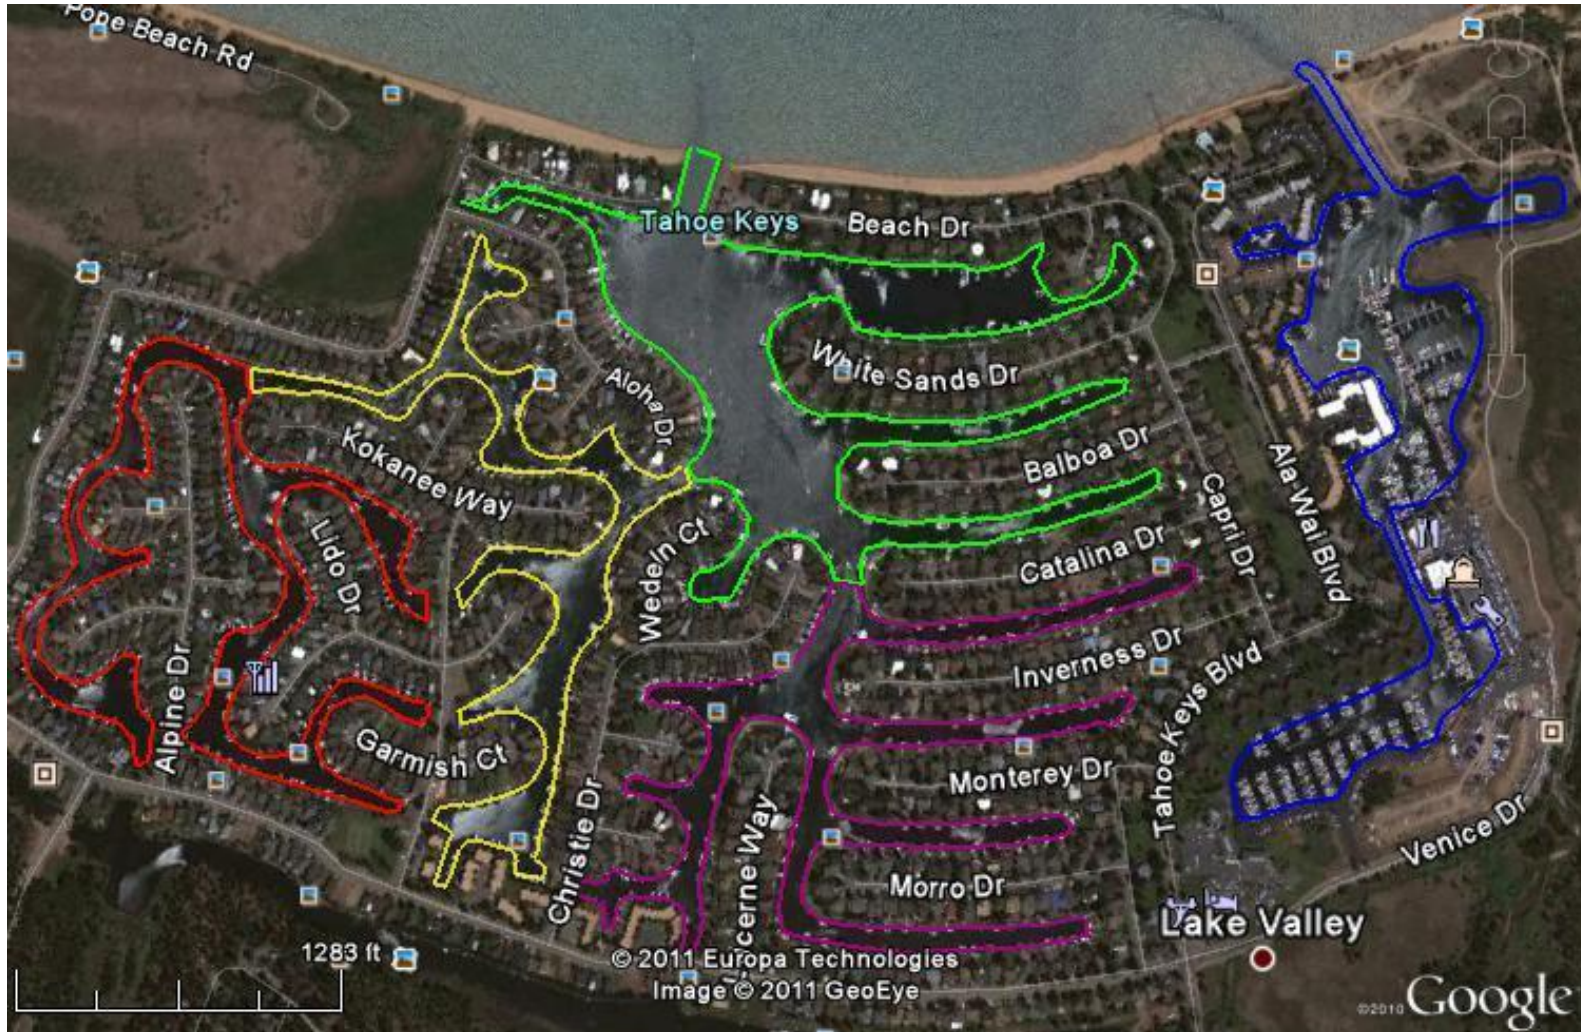 Pope Beach Rd
Tahoe Keys
Beach Dr
White Sands Dr
Aloha Dr
Kokanee Way
Balboa Dr
Capri Dr
Ala Wai Blvd
Lido Dr
Wedeln Ct
Catalina Dr
Inverness Dr
Alpine Dr
Garmish Ct
Tahoe Keys Blvd
Monterey Dr
Christie Dr
cerne Way
Morro Dr
Venice Dr
Lake Valley
1283 ft
© 2011 Europa Technologies
Image © 2011 GeoEye
©2010 Google